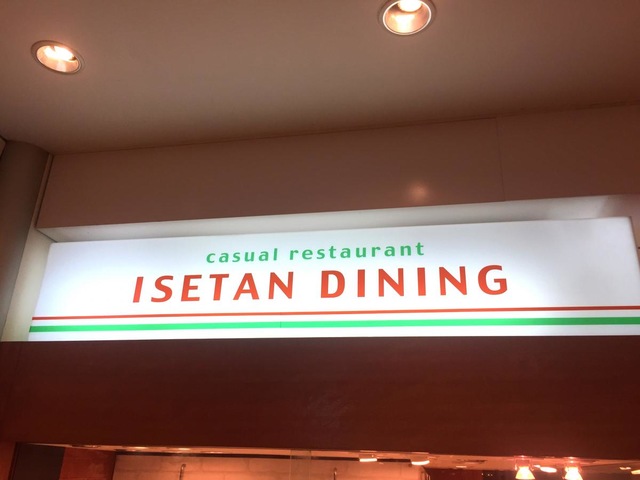 casual restaurant
ISETAN DINING